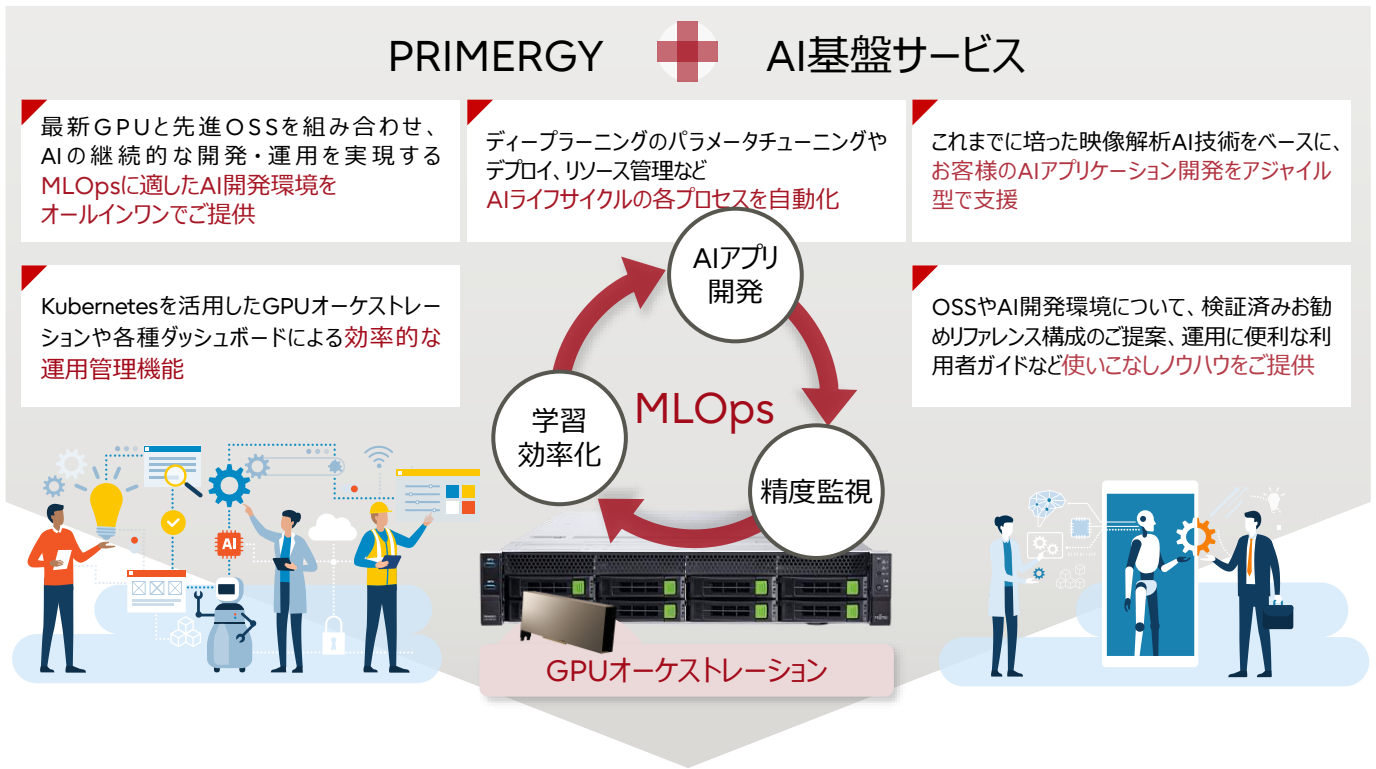 PRIMERGY
AI基盤サービス
最新GPUと先進OSSを組み合わせ、
AIの継続的な開発・運用を実現する
MLOpsに適したAI開発環境を
オールインワンでご提供
ディープラーニングのパラメータチューニングや
デプロイ、リソース管理など
AIライフサイクルの各プロセスを自動化
これまでに培った映像解析AI技術をベースに、
お客様のAIアプリケーション開発をアジャイル
型で支援
Kubernetesを活用したGPUオーケストレー
ションや各種ダッシュボードによる効率的な
運用管理機能
OSSやAI開発環境について、検証済みお勧
めリファレンス構成のご提案、運用に便利な利
用者ガイドなど使いこなしノウハウをご提供
AIアプリ
開発
MLOps
学習
効率化
精度監視
AI
GPUオーケストレーション